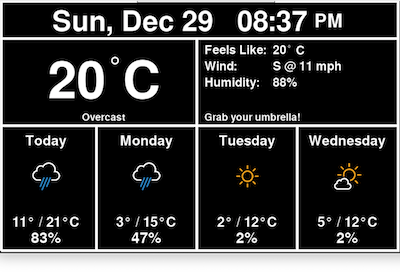 Sun, Dec 29 08:37 PM
20°C
Overcast
Feels Like: 20° C
Wind: S @ 11 mph
Humidity: 88%
Grab your umbrella!
Today
11° / 21°C
83%
Monday
3° / 15°C
47%
Tuesday
2° / 12°C
2%
Wednesday
5° / 12°C
2%